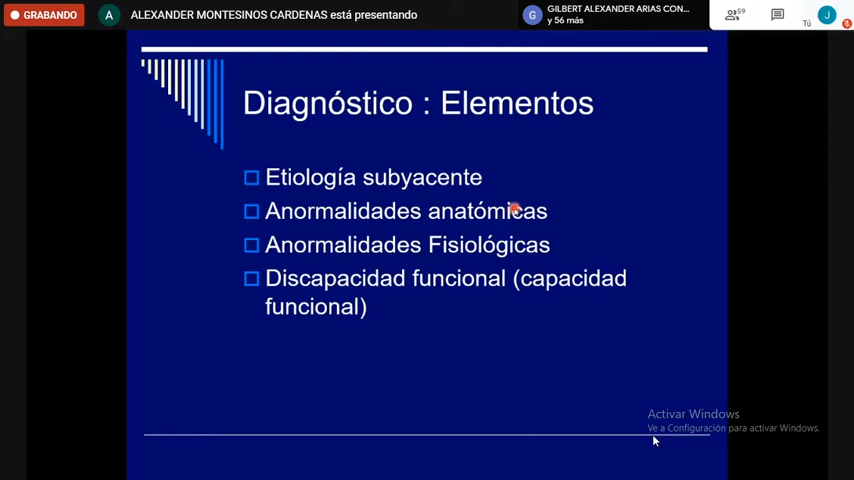 GRABANDO
A
ALEXANDER MONTESINOS CARDENAS está presentando
G
GILBERT ALEXANDER ARIAS CON...
y 56 más
59
Tú
J
Diagnóstico : Elementos
Etiología subyacente
Anormalidades anatómicas
Anormalidades Fisiológicas
Discapacidad funcional (capacidad
funcional)
Activar Windows
Ve a Configuración para activar Windows.